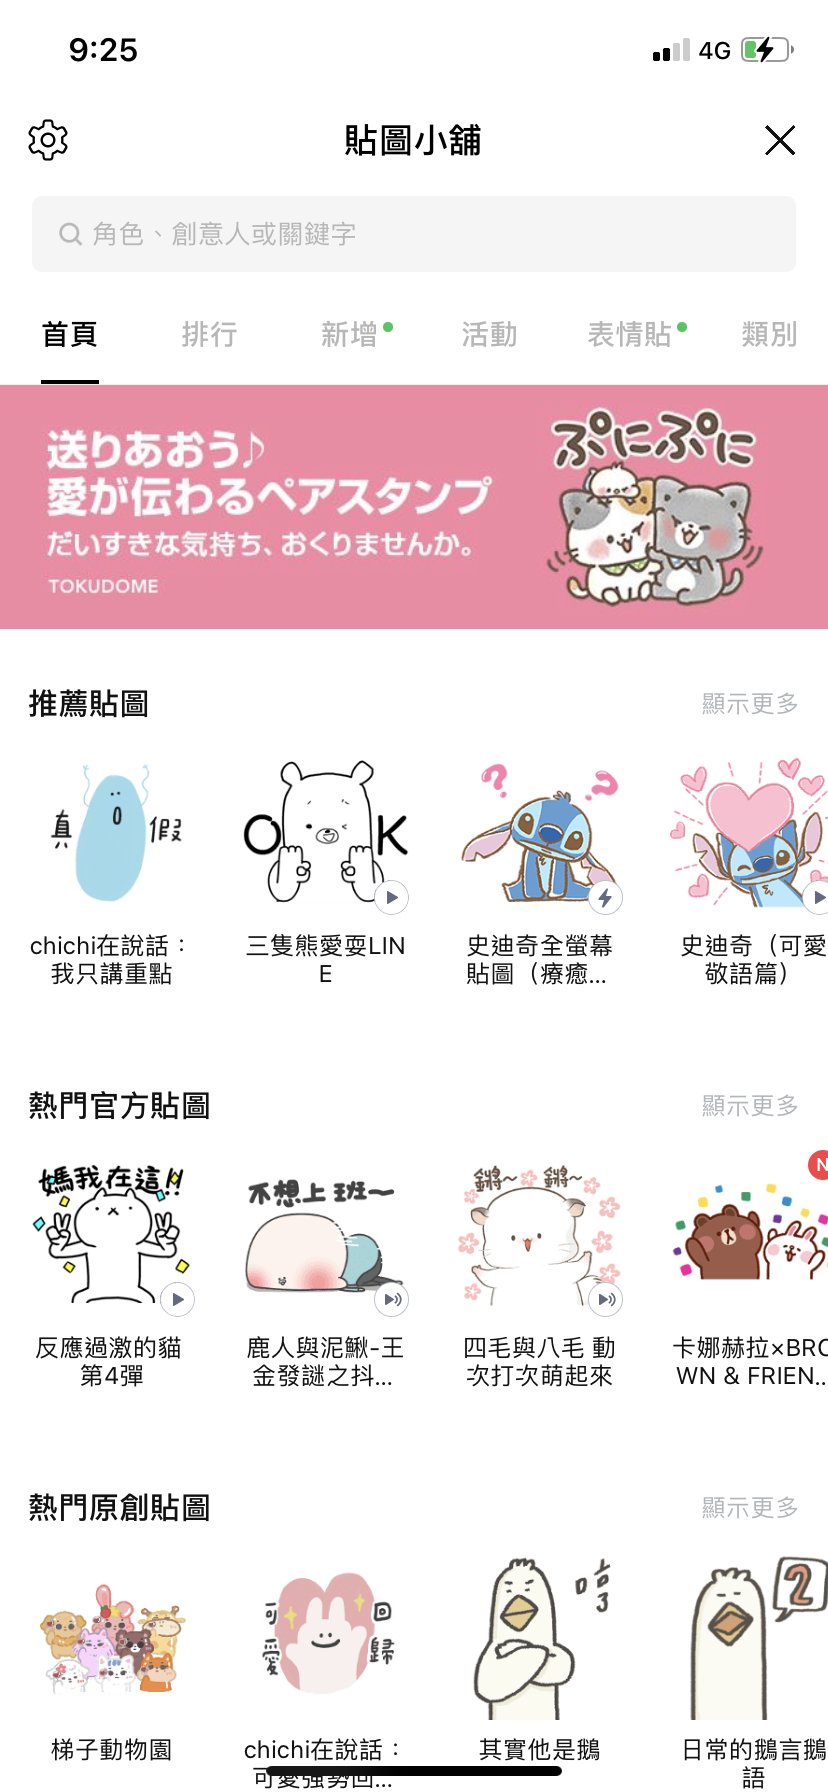 9:25
4G
貼圖小舖
角色、創意人或關鍵字
首頁
排行
新增
活動
表情貼
類別
送りあおう♪
愛が伝わるペアスタンプ
だいすきな気持ち、おくりませんか。
TOKUDOME
ぷにぷに
推薦貼圖
顯示更多
真 假
OK
chichi在說話：
我只講重點
三隻熊愛耍LIN
E
史迪奇全螢幕
貼圖（療癒...
史迪奇（可愛
敬語篇）
熱門官方貼圖
顯示更多
媽我在這!!
不想上班~
鏘~ 鏘~
N
反應過激的貓
第4彈
鹿人與泥鰍-王
金發謎之抖...
四毛與八毛 動
次打次萌起來
卡娜赫拉×BRO
WN & FRIEN...
熱門原創貼圖
顯示更多
可愛
回歸
2
梯子動物園
chichi在說話：
可愛強勢回...
其實他是鵝
日常的鵝言鵝
語